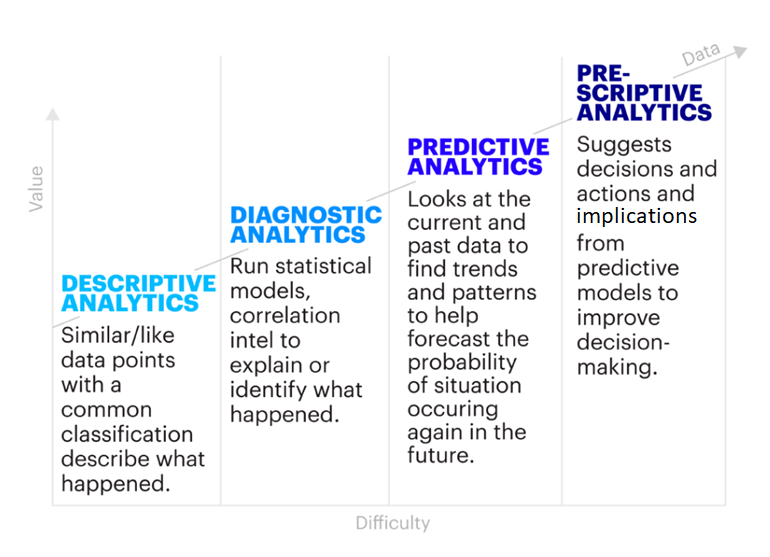 Value
DESCRIPTIVE
ANALYTICS
Similar/like
data points
with a
common
classification
describe what
happened.
DIAGNOSTIC
ANALYTICS
Run statistical
models,
correlation
intel to
explain or
identify what
happened.
PREDICTIVE
ANALYTICS
Looks at the
current and
past data to
find trends
and patterns
to help
forecast the
probability
of situation
occuring
again in the
future.
Data
PRE-
SCRIPTIVE
ANALYTICS
Suggests
decisions and
actions and
implications
from
predictive
models to
improve
decision-
making.
Difficulty